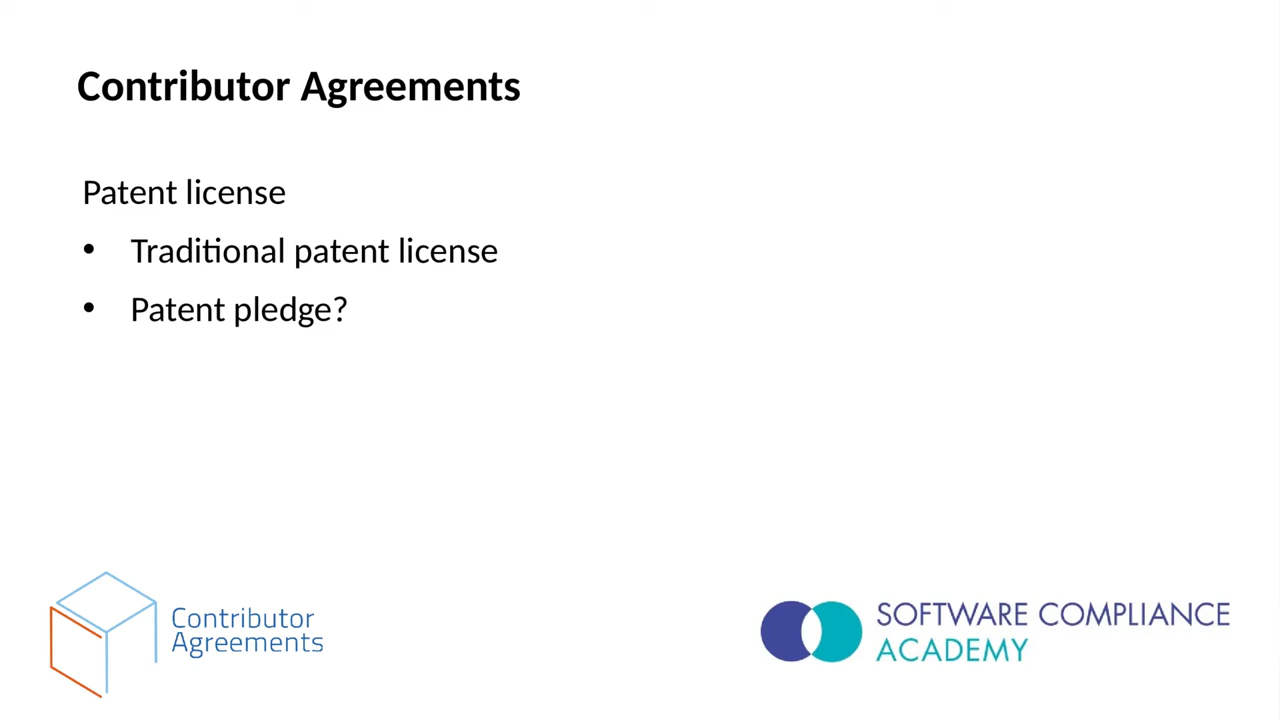 Contributor Agreements
Patent license
• Traditional patent license
• Patent pledge?
Contributor
Agreements
SOFTWARE COMPLIANCE
ACADEMY